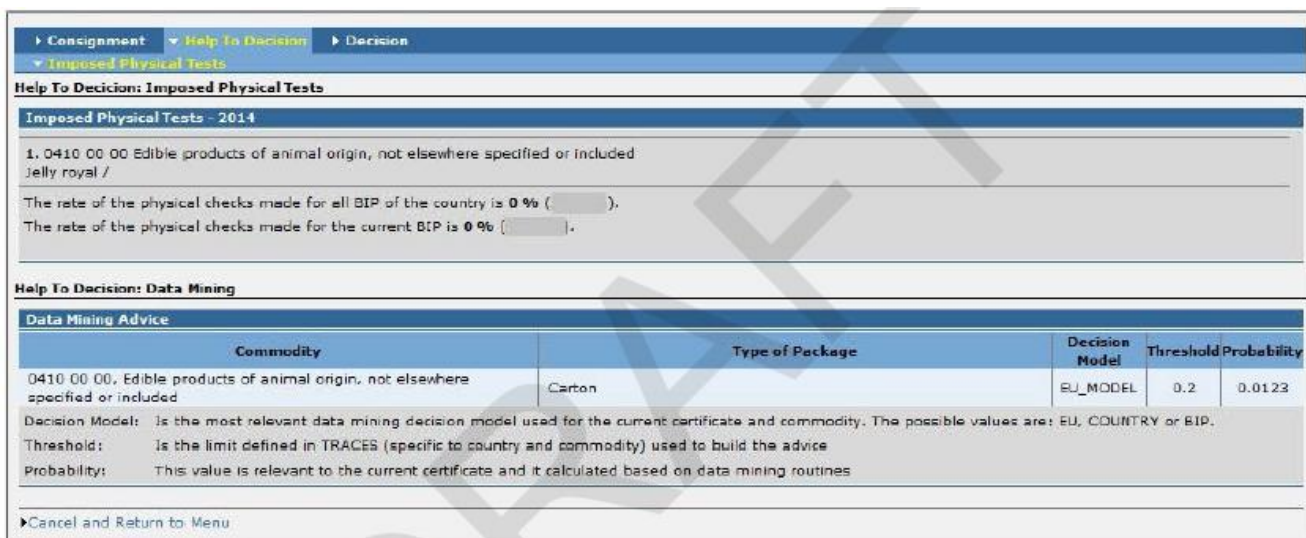 Consignment Help To Decision Decision
Imposed Physical Tests
Help To Decicion: Imposed Physical Tests
Imposed Physical Tests - 2014
1. 0410 00 00 Edible products of animal origin, not elsewhere specified or included
Jelly royal /
The rate of the physical checks made for all BIP of the country is 0 % ( ).
The rate of the physical checks made for the current BIP is 0 % ( ).
Help To Decision: Data Mining
Data Mining Advice
Commodity Type of Package Decision Model Threshold Probability
0410 00 00, Edible products of animal origin, not elsewhere
specified or included Carton EU_MODEL 0.2 0.0123
Decision Model: Is the most relevant data mining decision model used for the current certificate and commodity. The possible values are: EU, COUNTRY or BIP.
Threshold: Is the limit defined in TRACES (specific to country and commodity) used to build the advice
Probability: This value is relevant to the current certificate and it calculated based on data mining routines
Cancel and Return to Menu
DRAFT